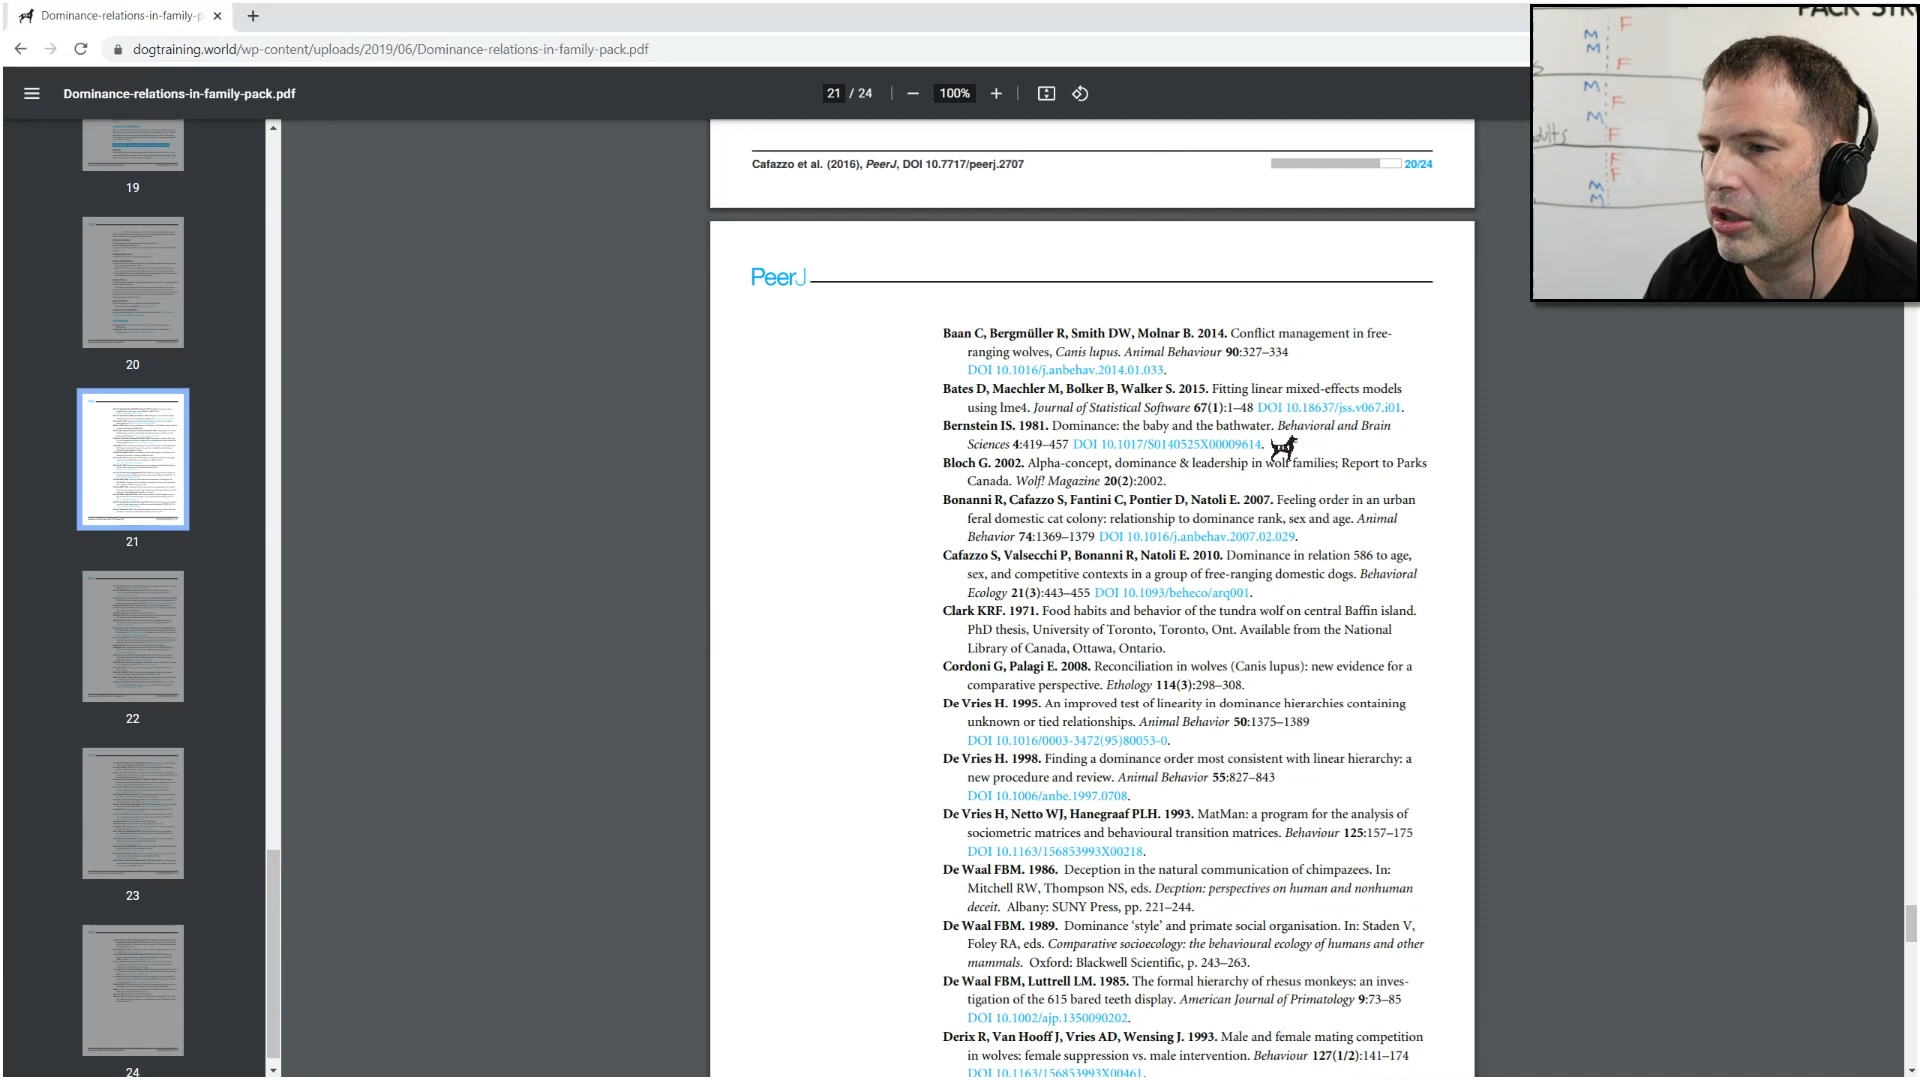 Dominance-relations-in-family-p
dogtraining.world/wp-content/uploads/2019/06/Dominance-relations-in-family-pack.pdf
Dominance-relations-in-family-pack.pdf
21 / 24
100%
19
20
21
22
23
24
Cafazzo et al. (2016), PeerJ, DOI 10.7717/peerj.2707
20/24
PeerJ
Baan C, Bergmüller R, Smith DW, Molnar B. 2014. Conflict management in free-
ranging wolves, Canis lupus. Animal Behaviour 90:327–334
DOI 10.1016/j.anbehav.2014.01.033.
Bates D, Maechler M, Bolker B, Walker S. 2015. Fitting linear mixed-effects models
using lme4. Journal of Statistical Software 67(1):1–48 DOI 10.18637/jss.v067.i01.
Bernstein IS. 1981. Dominance: the baby and the bathwater. Behavioral and Brain
Sciences 4:419–457 DOI 10.1017/S0140525X00009614.
Bloch G. 2002. Alpha-concept, dominance & leadership in wolf families; Report to Parks
Canada. Wolf! Magazine 20(2):2002.
Bonanni R, Cafazzo S, Fantini C, Pontier D, Natoli E. 2007. Feeling order in an urban
feral domestic cat colony: relationship to dominance rank, sex and age. Animal
Behavior 74:1369–1379 DOI 10.1016/j.anbehav.2007.02.029.
Cafazzo S, Valsecchi P, Bonanni R, Natoli E. 2010. Dominance in relation 586 to age,
sex, and competitive contexts in a group of free-ranging domestic dogs. Behavioral
Ecology 21(3):443–455 DOI 10.1093/beheco/arq001.
Clark KRF. 1971. Food habits and behavior of the tundra wolf on central Baffin island.
PhD thesis, University of Toronto, Toronto, Ont. Available from the National
Library of Canada, Ottawa, Ontario.
Cordoni G, Palagi E. 2008. Reconciliation in wolves (Canis lupus): new evidence for a
comparative perspective. Ethology 114(3):298–308.
De Vries H. 1995. An improved test of linearity in dominance hierarchies containing
unknown or tied relationships. Animal Behavior 50:1375–1389
DOI 10.1016/0003-3472(95)80053-0.
De Vries H. 1998. Finding a dominance order most consistent with linear hierarchy: a
new procedure and review. Animal Behavior 55:827–843
DOI 10.1006/anbe.1997.0708.
De Vries H, Netto WJ, Hanegraaf PLH. 1993. MatMan: a program for the analysis of
sociometric matrices and behavioural transition matrices. Behaviour 125:157–175
DOI 10.1163/156853993X00218.
De Waal FBM. 1986. Deception in the natural communication of chimpazees. In:
Mitchell RW, Thompson NS, eds. Decption: perspectives on human and nonhuman
deceit. Albany: SUNY Press, pp. 221–244.
De Waal FBM. 1989. Dominance ‘style’ and primate social organisation. In: Staden V,
Foley RA, eds. Comparative socioecology: the behavioural ecology of humans and other
mammals. Oxford: Blackwell Scientific, p. 243–263.
De Waal FBM, Luttrell LM. 1985. The formal hierarchy of rhesus monkeys: an inves-
tigation of the 615 bared teeth display. American Journal of Primatology 9:73–85
DOI 10.1002/ajp.1350090202.
Derix R, Van Hooff J, Vries AD, Wensing J. 1993. Male and female mating competition
in wolves: female suppression vs. male intervention. Behaviour 127(1/2):141–174
DOI 10.1163/156853993X00461.
PACK STR
F
M
M
F
M
F
M
F
F
F
M
M